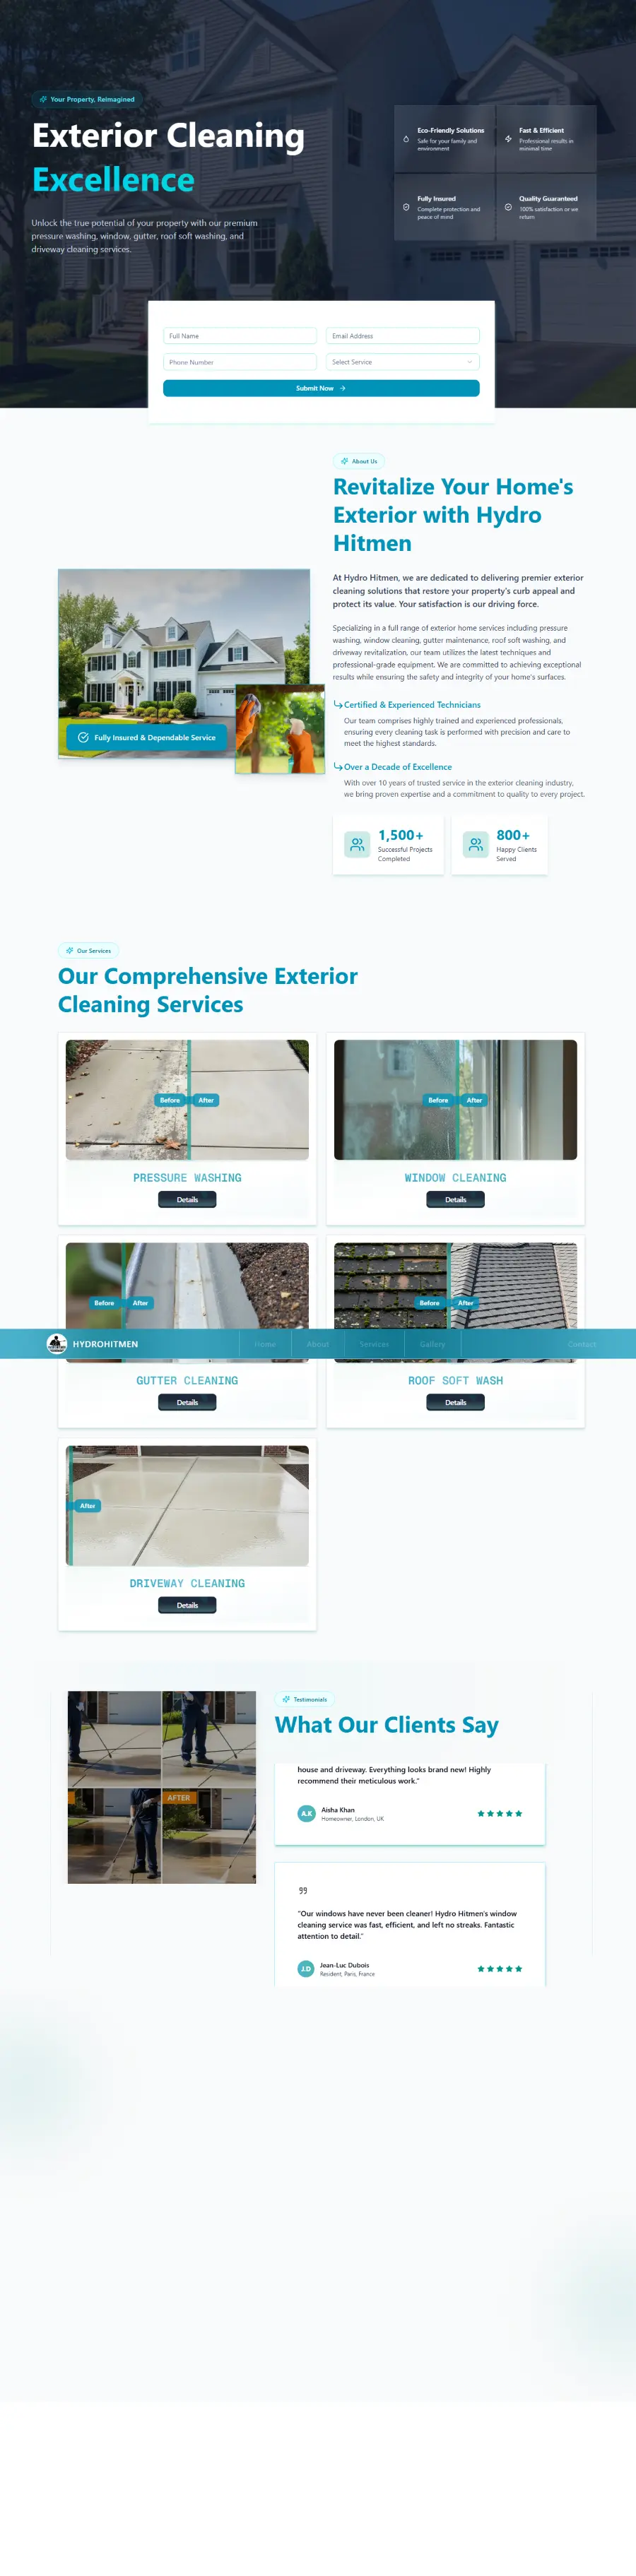 Your Property, Reimagined
Exterior Cleaning
Excellence
Unlock the true potential of your property with our premium
pressure washing, window, gutter, roof soft washing, and
driveway cleaning services.
Eco-Friendly Solutions
Safe for your family and
environment
Fast & Efficient
Professional results in
minimal time
Fully Insured
Complete protection and
peace of mind
Quality Guaranteed
100% satisfaction or we
return
Full Name
Email Address
Phone Number
Select Service
Submit Now
About Us
Revitalize Your Home's
Exterior with Hydro
Hitmen
At Hydro Hitmen, we are dedicated to delivering premier exterior
cleaning solutions that restore your property's curb appeal and
protect its value. Your satisfaction is our driving force.
Specializing in a full range of exterior home services including pressure
washing, window cleaning, gutter maintenance, roof soft washing, and
driveway revitalization, our team utilizes the latest techniques and
professional-grade equipment. We are committed to achieving exceptional
results while ensuring the safety and integrity of your home's surfaces.
Fully Insured & Dependable Service
Certified & Experienced Technicians
Our team comprises highly trained and experienced professionals,
ensuring every cleaning task is performed with precision and care to
meet the highest standards.
Over a Decade of Excellence
With over 10 years of trusted service in the exterior cleaning industry,
we bring proven expertise and a commitment to quality to every project.
1,500+
Successful Projects
Completed
800+
Happy Clients
Served
Our Services
Our Comprehensive Exterior
Cleaning Services
Before
After
PRESSURE WASHING
Details
Before
After
WINDOW CLEANING
Details
Before
After
Before
After
HYDROHITMEN
Home
About
Services
Gallery
Contact
GUTTER CLEANING
Details
ROOF SOFT WASH
Details
After
DRIVEWAY CLEANING
Details
AFTER
Testimonials
What Our Clients Say
house and driveway. Everything looks brand new! Highly
recommend their meticulous work."
A.K
Aisha Khan
Homeowner, London, UK
"Our windows have never been cleaner! Hydro Hitmen's window
cleaning service was fast, efficient, and left no streaks. Fantastic
attention to detail."
J.D
Jean-Luc Dubois
Resident, Paris, France